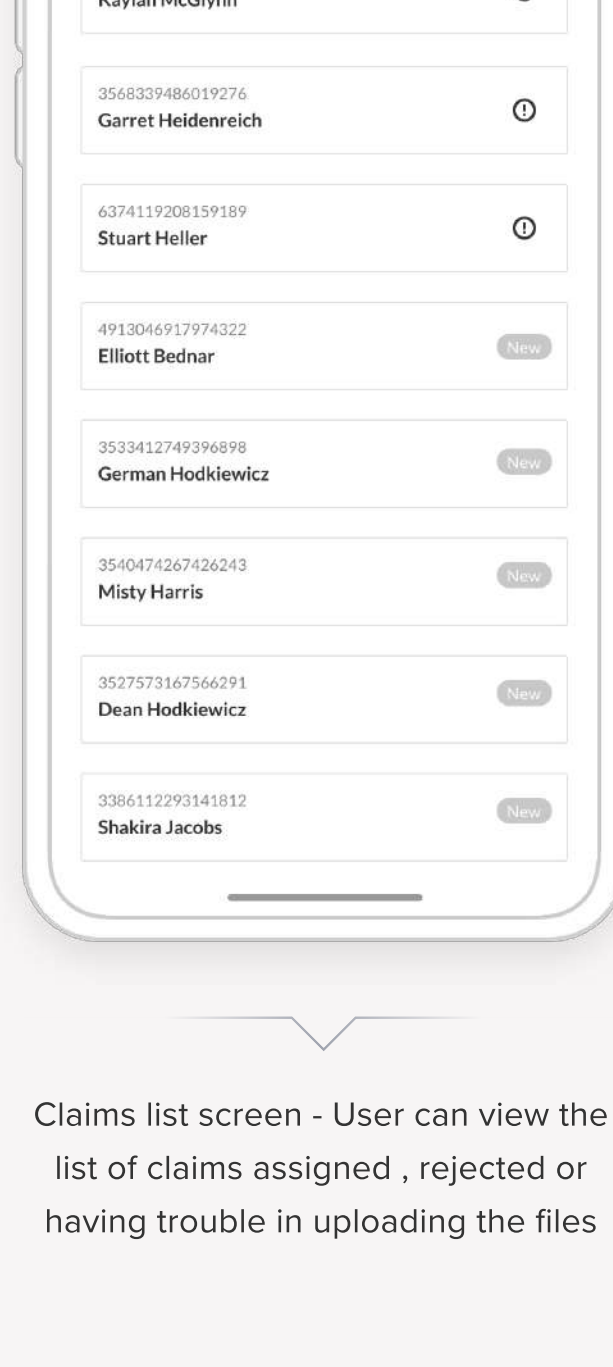 Kaylah McGlynn
3568339486019276
Garret Heidenreich
6374119208159189
Stuart Heller
4913046917974322
Elliott Bednar
New
3533412749396898
German Hodkiewicz
New
3540474267426243
Misty Harris
New
3527573167566291
Dean Hodkiewicz
New
3386112293141812
Shakira Jacobs
New
Claims list screen - User can view the
list of claims assigned , rejected or
having trouble in uploading the files